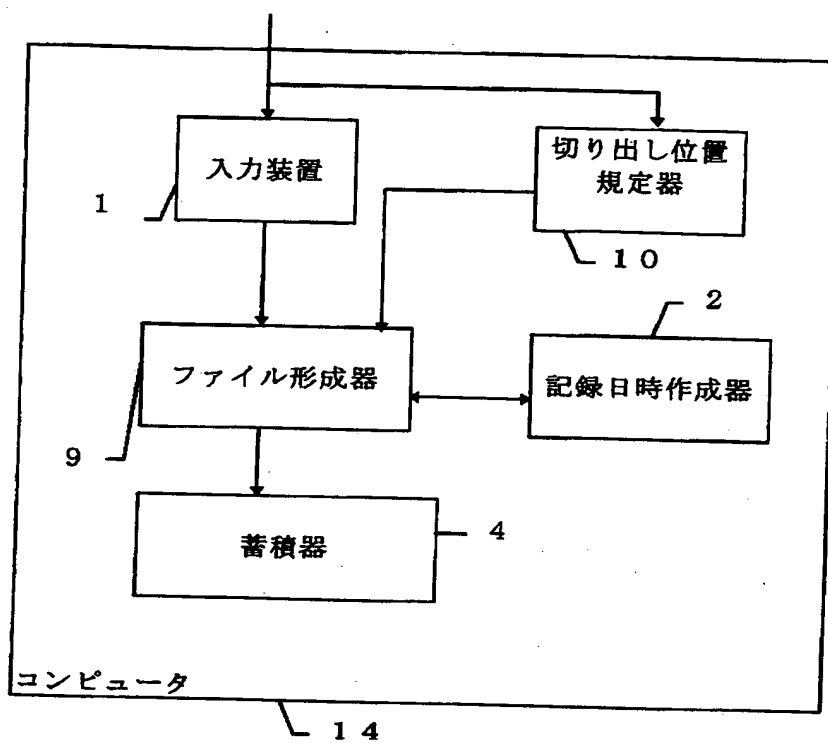 入力装置
1
切り出し位置
規定器
10
2
ファイル形成器
記録日時作成器
9
蓄積器
4
コンピュータ
14